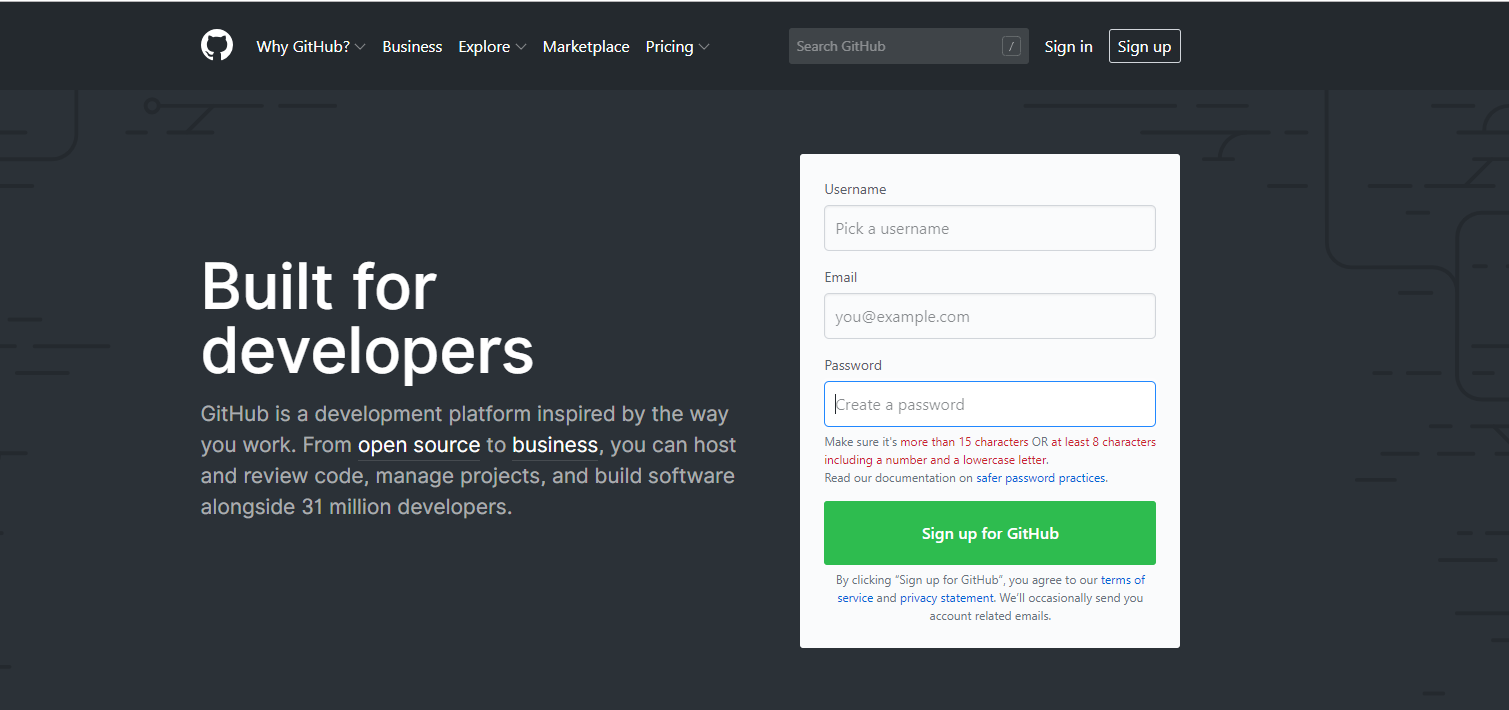 Why GitHub? Business Explore Marketplace Pricing Search GitHub / Sign in Sign up
Built for
developers
GitHub is a development platform inspired by the way
you work. From open source to business, you can host
and review code, manage projects, and build software
alongside 31 million developers.
Username
Pick a username
Email
you@example.com
Password
Create a password
Make sure it's more than 15 characters OR at least 8 characters
including a number and a lowercase letter.
Read our documentation on safer password practices.
Sign up for GitHub
By clicking “Sign up for GitHub”, you agree to our terms of
service and privacy statement. We’ll occasionally send you
account related emails.